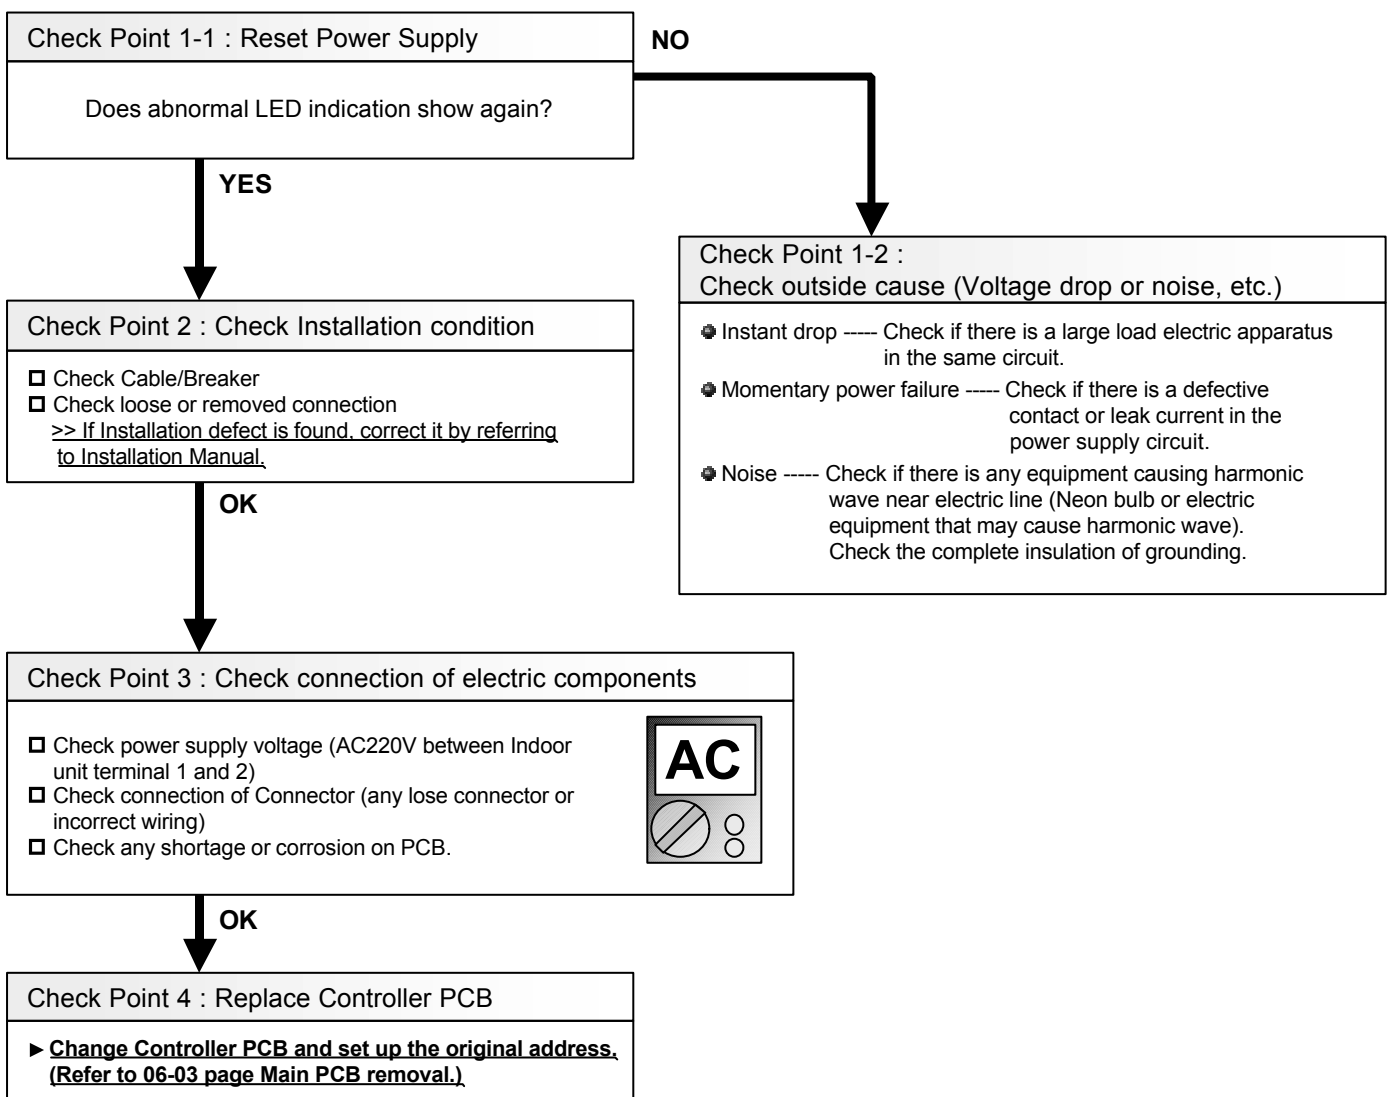 Check Point 1-1 : Reset Power Supply
Does abnormal LED indication show again?
NO
YES
Check Point 1-2 :
Check outside cause (Voltage drop or noise, etc.)
Instant drop ----- Check if there is a large load electric apparatus
in the same circuit.
Momentary power failure ----- Check if there is a defective
contact or leak current in the
power supply circuit.
Noise ----- Check if there is any equipment causing harmonic
wave near electric line (Neon bulb or electric
equipment that may cause harmonic wave).
Check the complete insulation of grounding.
Check Point 2 : Check Installation condition
Check Cable/Breaker
Check loose or removed connection
>> If Installation defect is found, correct it by referring
to Installation Manual.
OK
Check Point 3 : Check connection of electric components
Check power supply voltage (AC220V between Indoor
unit terminal 1 and 2)
Check connection of Connector (any lose connector or
incorrect wiring)
Check any shortage or corrosion on PCB.
AC
OK
Check Point 4 : Replace Controller PCB
► Change Controller PCB and set up the original address.
(Refer to 06-03 page Main PCB removal.)